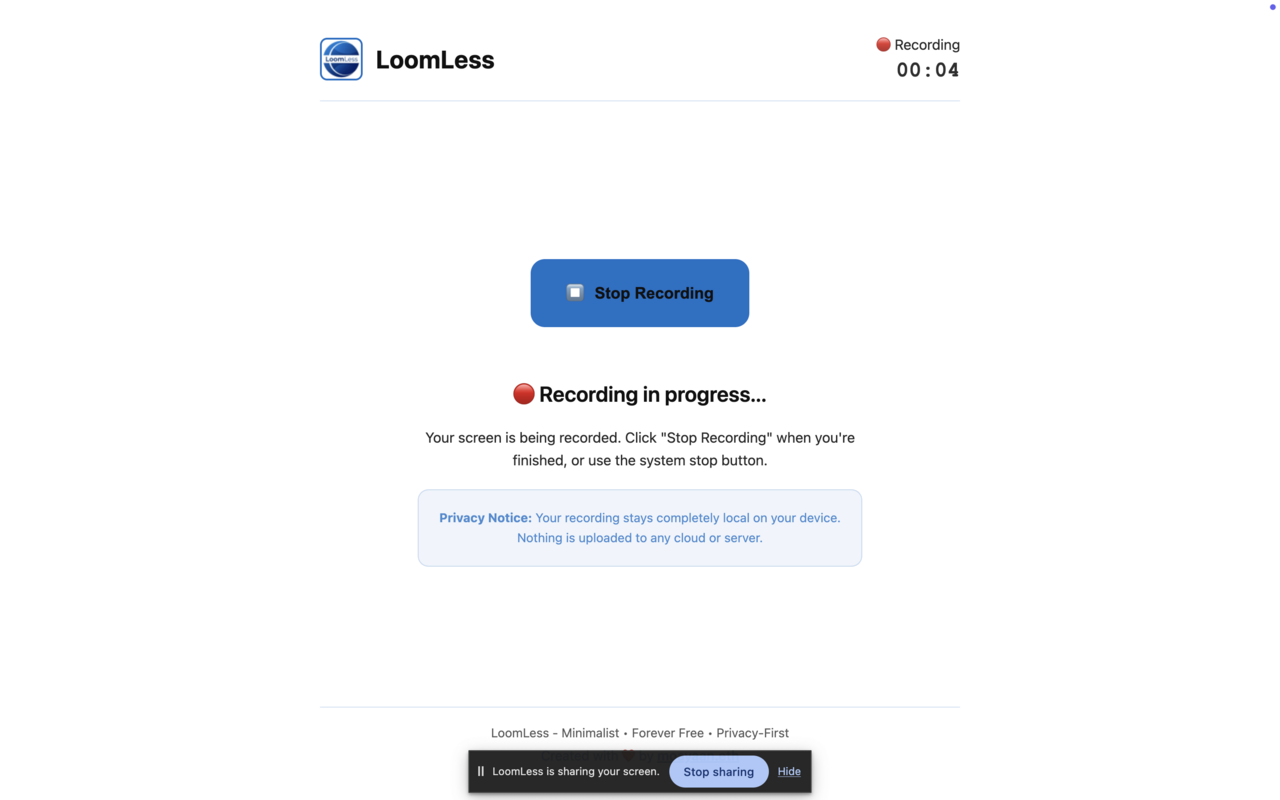 LoomLess
LoomLess
🔴 Recording
00:04
Stop Recording
🔴 Recording in progress...
Your screen is being recorded. Click "Stop Recording" when you're
finished, or use the system stop button.
Privacy Notice: Your recording stays completely local on your device.
Nothing is uploaded to any cloud or server.
LoomLess - Minimalist • Forever Free • Privacy-First
Created with ❤ by
LoomLess is sharing your screen. Stop sharing Hide